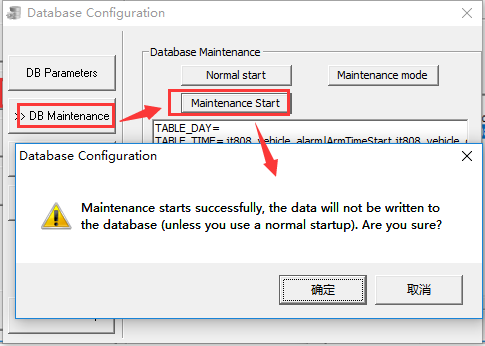 Database Configuration
Database Maintenance
DB Parameters
Normal start
Maintenance mode
>> DB Maintenance
Maintenance Start
TABLE_DAY=
TABLE_TIME= jt808_vehicle_alarm|ArmTimeStart,jt808_vehicle_
Database Configuration
Maintenance starts successfully, the data will not be written to
the database (unless you use a normal startup). Are you sure?
确定
取消